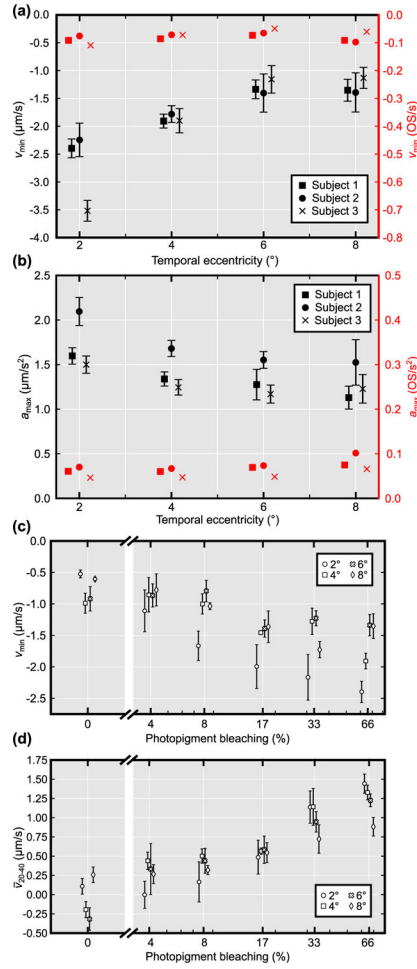 (a)
0.0
-0.5
-1.0
-1.5
-2.0
-2.5
-3.0
-3.5
-4.0
vmin (μm/s)
0.0
-0.1
-0.2
-0.3
-0.4
-0.5
-0.6
-0.7
-0.8
vmin (OS/s)
Subject 1
Subject 2
Subject 3
2 4 6 8
Temporal eccentricity (°)
(b)
2.5
2.0
1.5
1.0
0.5
0.0
amax (μm/s²)
0.5
0.4
0.3
0.2
0.1
0.0
amax (OS/s²)
Subject 1
Subject 2
Subject 3
2 4 6 8
Temporal eccentricity (°)
(c)
0.0
-0.5
-1.0
-1.5
-2.0
-2.5
vmin (μm/s)
2° 6°
4° 8°
0 4 8 17 33 66
Photopigment bleaching (%)
(d)
1.75
1.50
1.25
1.00
0.75
0.50
0.25
0.00
-0.25
-0.50
v̄20-40 (μm/s)
2° 6°
4° 8°
0 4 8 17 33 66
Photopigment bleaching (%)